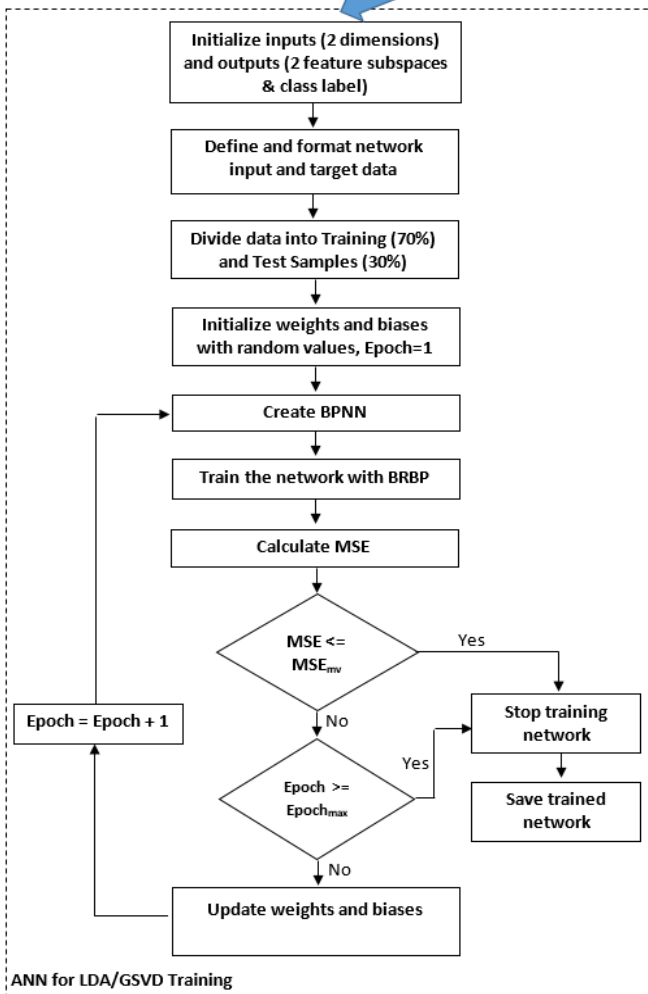 Initialize inputs (2 dimensions)
and outputs (2 feature subspaces
& class label)
Define and format network
input and target data
Divide data into Training (70%)
and Test Samples (30%)
Initialize weights and biases
with random values, Epoch=1
Create BPNN
Train the network with BRBP
Calculate MSE
MSE <=
MSEmv
Yes
No
Epoch = Epoch + 1
Stop training
network
Epoch >=
Epochmax
Yes
Save trained
network
No
Update weights and biases
ANN for LDA/GSVD Training